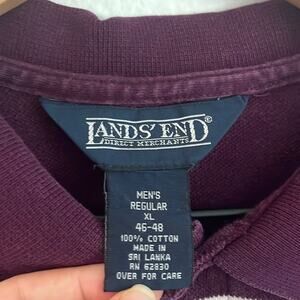 LANDS' END®
DIRECT MERCHANTS
MEN'S
REGULAR
XL
46-48
100% COTTON
MADE IN
SRI LANKA
RN 62830
OVER FOR CARE